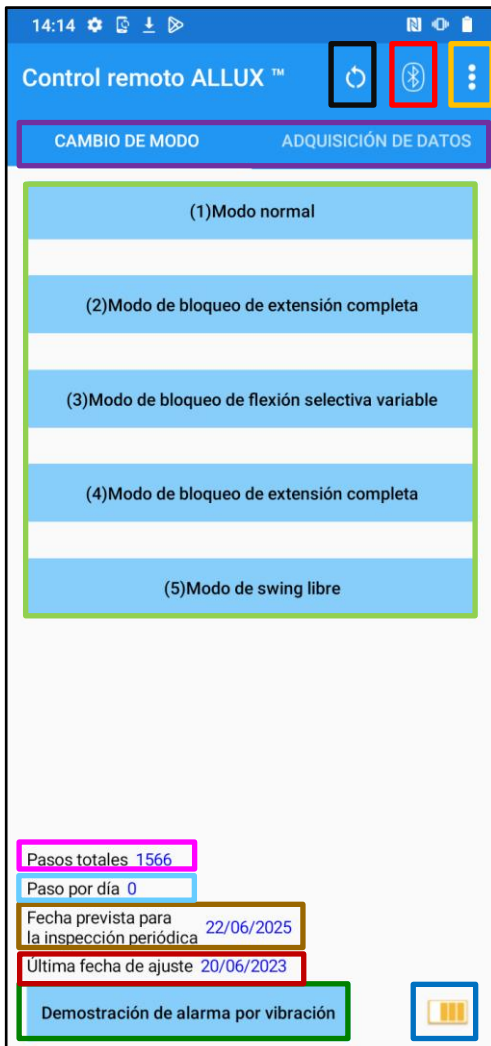 14:14
Control remoto ALLUX ™
CAMBIO DE MODO ADQUISICIÓN DE DATOS
(1)Modo normal
(2)Modo de bloqueo de extensión completa
(3)Modo de bloqueo de flexión selectiva variable
(4)Modo de bloqueo de extensión completa
(5)Modo de swing libre
Pasos totales 1566
Paso por día 0
Fecha prevista para
la inspección periódica 22/06/2025
Última fecha de ajuste 20/06/2023
Demostración de alarma por vibración